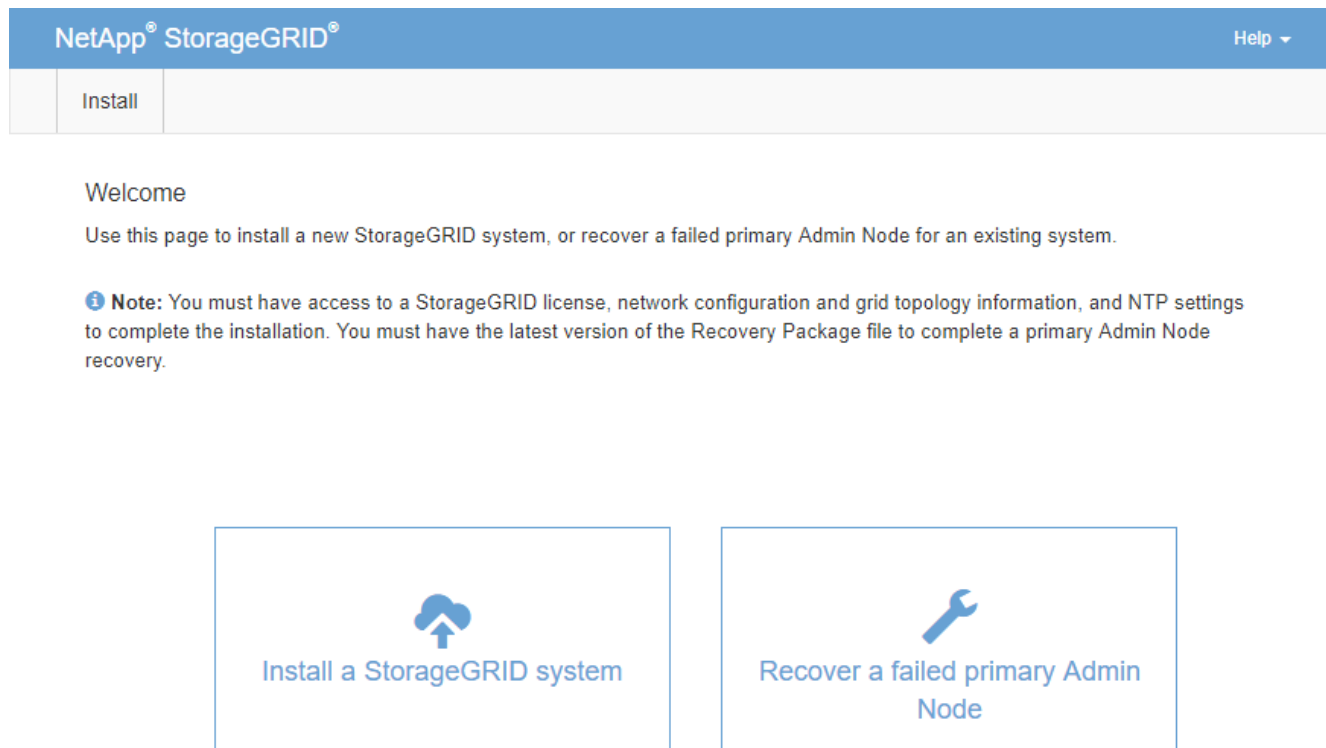 NetApp® StorageGRID®
Help
Install
Welcome
Use this page to install a new StorageGRID system, or recover a failed primary Admin Node for an existing system.
Note: You must have access to a StorageGRID license, network configuration and grid topology information, and NTP settings
to complete the installation. You must have the latest version of the Recovery Package file to complete a primary Admin Node
recovery.
Install a StorageGRID system
Recover a failed primary Admin
Node